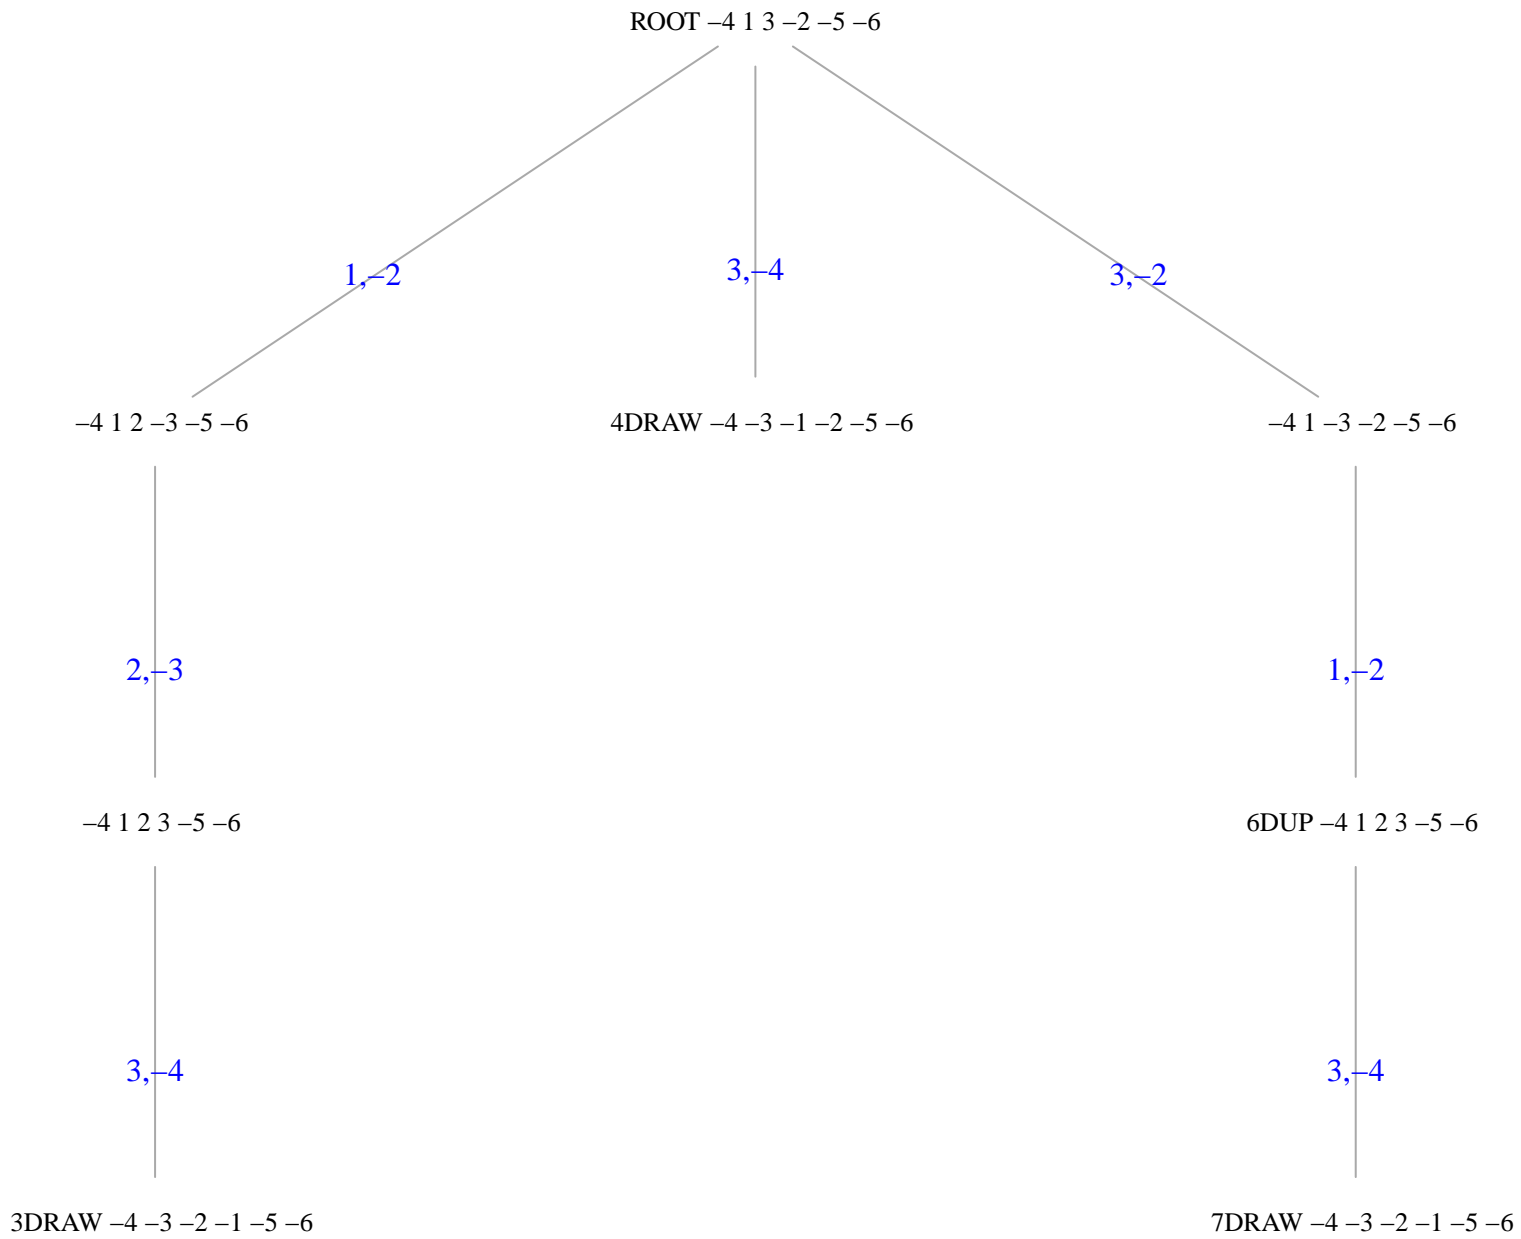 ROOT –4 1 3 –2 –5 –6
1,–2
3,–4
3,–2
–4 1 2 –3 –5 –6
4DRAW –4 –3 –1 –2 –5 –6
–4 1 –3 –2 –5 –6
2,–3
1,–2
–4 1 2 3 –5 –6
6DUP –4 1 2 3 –5 –6
3,–4
3,–4
3DRAW –4 –3 –2 –1 –5 –6
7DRAW –4 –3 –2 –1 –5 –6